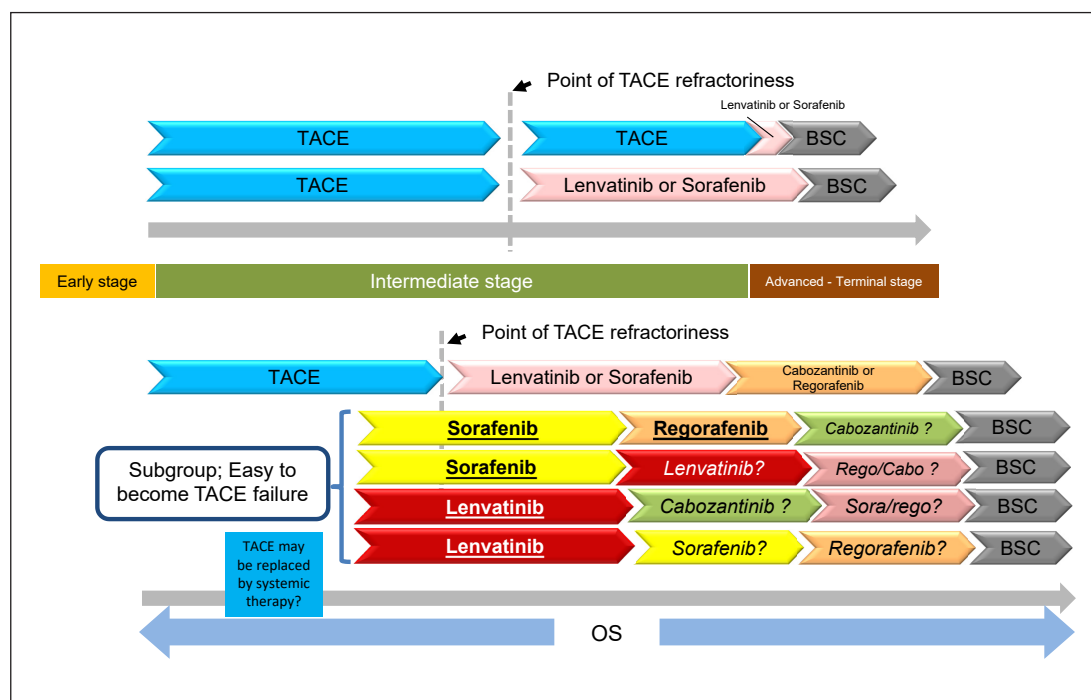 Point of TACE refractoriness
Lenvatinib or Sorafenib
TACE
TACE
BSC
TACE
Lenvatinib or Sorafenib
BSC
Early stage
Intermediate stage
Advanced - Terminal stage
Point of TACE refractoriness
TACE
Lenvatinib or Sorafenib
Cabozantinib or
Regorafenib
BSC
Subgroup; Easy to
become TACE failure
Sorafenib
Regorafenib
Cabozantinib ?
BSC
Sorafenib
Lenvatinib?
Rego/Cabo ?
BSC
Lenvatinib
Cabozantinib ?
Sora/rego?
BSC
Lenvatinib
Sorafenib?
Regorafenib?
BSC
TACE may
be replaced
by systemic
therapy?
OS